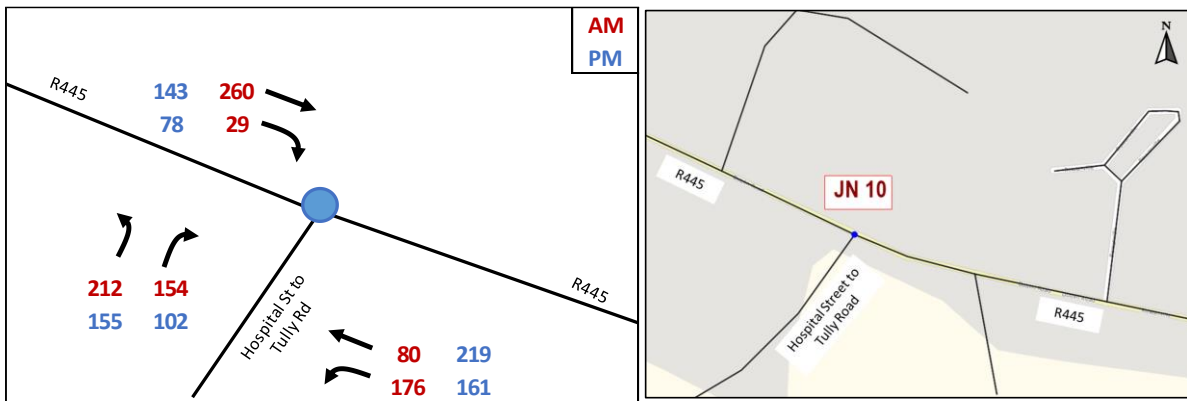 AM
PM
R445
143 260
78 29
212 154
155 102
Hospital St to
Tully Rd
R445
80 219
176 161
N
R445
JN 10
Hospital Street to
Tully Road
R445